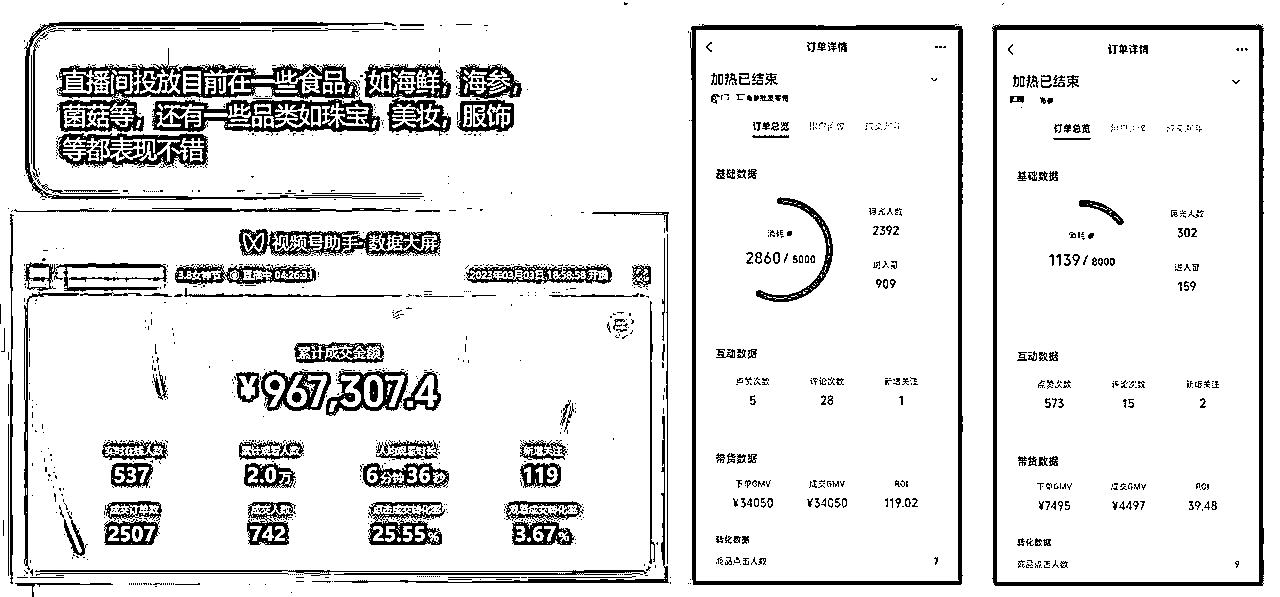 直播间投放目前在一些食品，如海鲜，海参，
菌菇等，还有一些品类如珠宝，美妆，服饰
等都表现不错
视频号助手·数据大屏
直播中 04:26:31
2023年03月03日 18:58:58 开播
累计成交金额
¥967,307.4
实时在线人数 累计观看人数 人均观看时长 新增关注
537 2.0万 6分钟36秒 119
成交订单数 成交人数 点击成交转化率 观看成交转化率
2507 742 25.55% 3.67%
订单详情
加热已结束
订单总览
基础数据
消耗
2860 / 5000
曝光人数
2392
进入数
909
互动数据
点赞次数 评论次数 新增关注
5 28 1
带货数据
下单GMV 成交GMV ROI
¥34050 ¥34050 119.02
转化数据
商品点击人数 7
订单详情
加热已结束
订单总览
基础数据
消耗
1139 / 8000
曝光人数
302
159
互动数据
点赞次数 评论次数 新增关注
573 15 2
带货数据
下单GMV 成交GMV ROI
¥7495 ¥4497 39.48
转化数据
商品点击人数 9